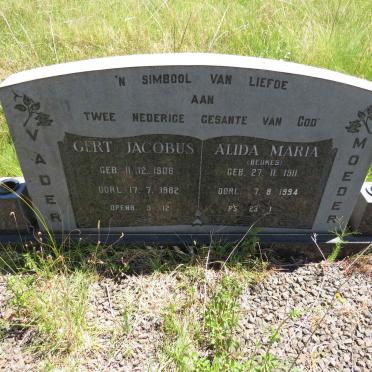 'N SIMBOOL VAN LIEFDE
AAN
TWEE NEDERIGE GESANTE VAN GOD
VADER
GERT JACOBUS
GEB. 11. 12. 1908
OORL. 17. 7. 1982
OPENB. 3 : 12
ALIDA MARIA
(BEUKES)
GEB. 27. 11. 1911
OORL. 7. 8. 1994
PS. 23 : 1
MOEDER